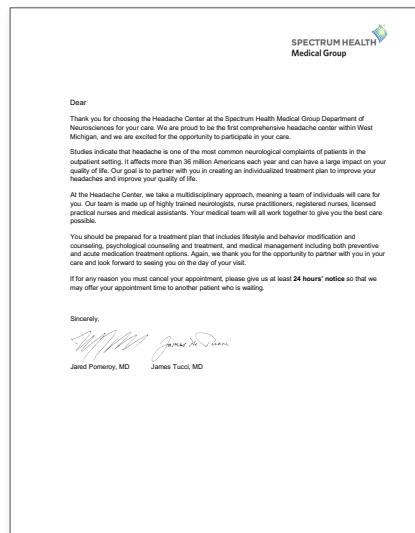 SPECTRUM HEALTH
Medical Group
Dear
Thank you for choosing the Headache Center at the Spectrum Health Medical Group Department of
Neurosciences for your care. We are proud to be the first comprehensive headache center within West
Michigan, and we are excited for the opportunity to participate in your care.
Studies indicate that headache is one of the most common neurological complaints of patients in the
outpatient setting. It affects more than 36 million Americans each year and can have a large impact on your
quality of life. Our goal is to partner with you in creating an individualized treatment plan to improve your
headaches and improve your quality of life.
At the Headache Center, we take a multidisciplinary approach, meaning a team of individuals will care for
you. Our team is made up of highly trained neurologists, nurse practitioners, registered nurses, licensed
practical nurses and medical assistants. Your medical team will all work together to give you the best care
possible.
You should be prepared for a treatment plan that includes lifestyle and behavior modification and
counseling, psychological counseling and treatment, and medical management including both preventive
and acute medication treatment options. Again, we thank you for the opportunity to partner with you in your
care and look forward to seeing you on the day of your visit.
If for any reason you must cancel your appointment, please give us at least 24 hours' notice so that we
may offer your appointment time to another patient who is waiting.
Sincerely,
Jared Pomeroy, MD James Tucci, MD